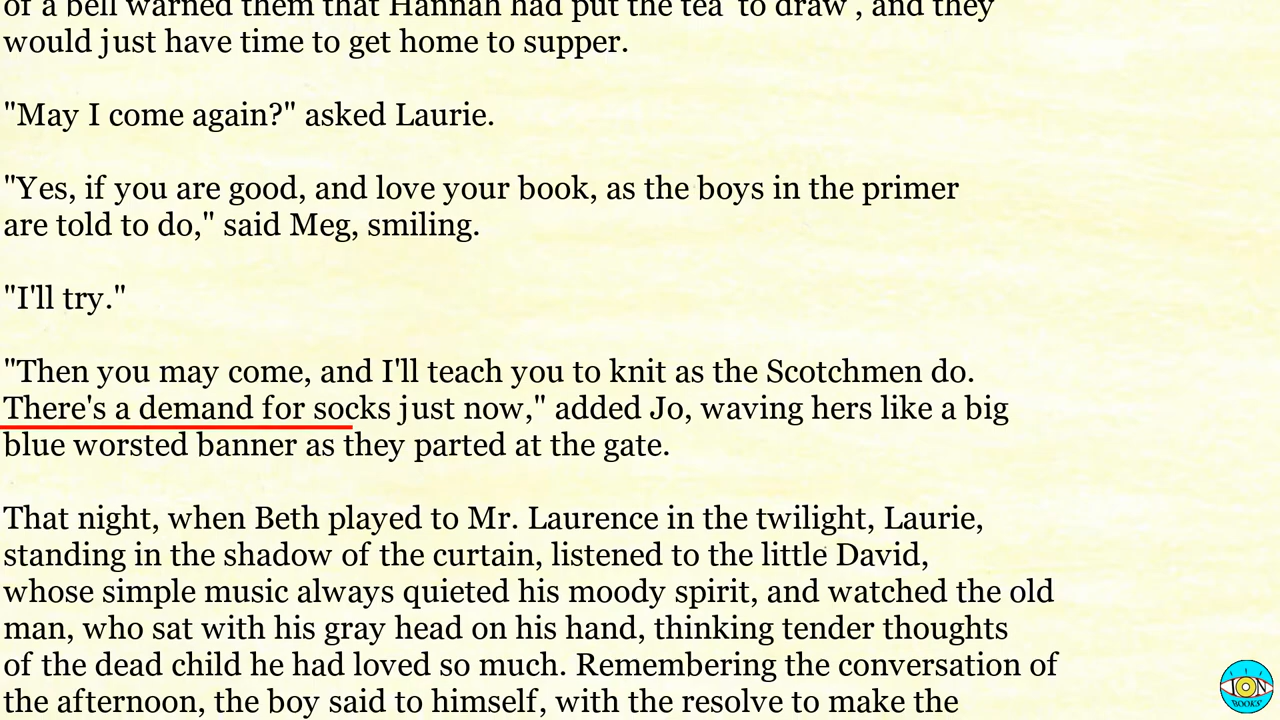 of a bell warned them that Hannah had put the tea 'to draw', and they
would just have time to get home to supper.
"May I come again?" asked Laurie.
"Yes, if you are good, and love your book, as the boys in the primer
are told to do," said Meg, smiling.
"I'll try."
"Then you may come, and I'll teach you to knit as the Scotchmen do.
There's a demand for socks just now," added Jo, waving hers like a big
blue worsted banner as they parted at the gate.
That night, when Beth played to Mr. Laurence in the twilight, Laurie,
standing in the shadow of the curtain, listened to the little David,
whose simple music always quieted his moody spirit, and watched the old
man, who sat with his gray head on his hand, thinking tender thoughts
of the dead child he had loved so much. Remembering the conversation of
the afternoon, the boy said to himself, with the resolve to make the
ION
BOOKS